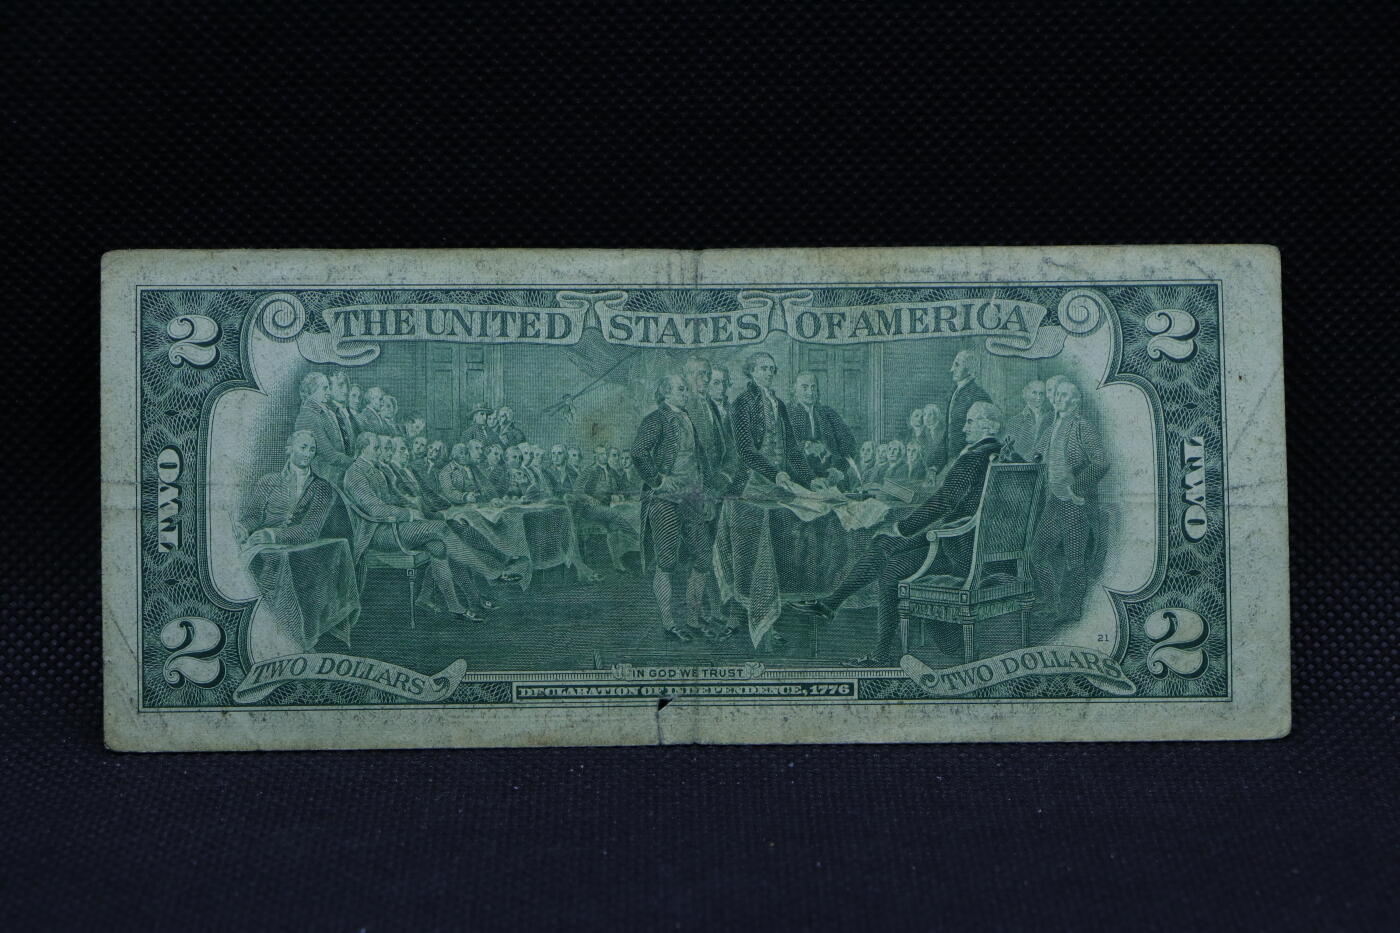 2 THE UNITED STATES OF AMERICA 2
TWO TWO
21
2 TWO DOLLARS IN GOD WE TRUST TWO DOLLARS 2
DECLARATION OF INDEPENDENCE, 1776